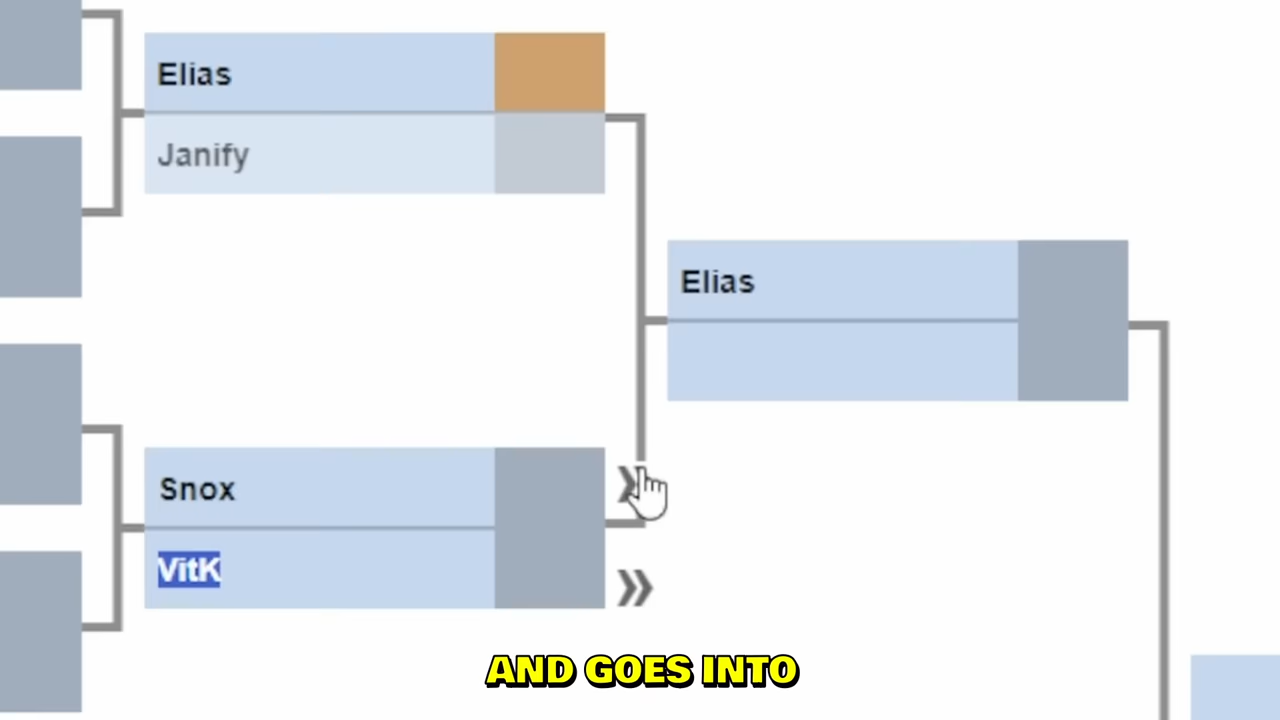 Elias
Janify
Elias
Snox
VitK
AND GOES INTO